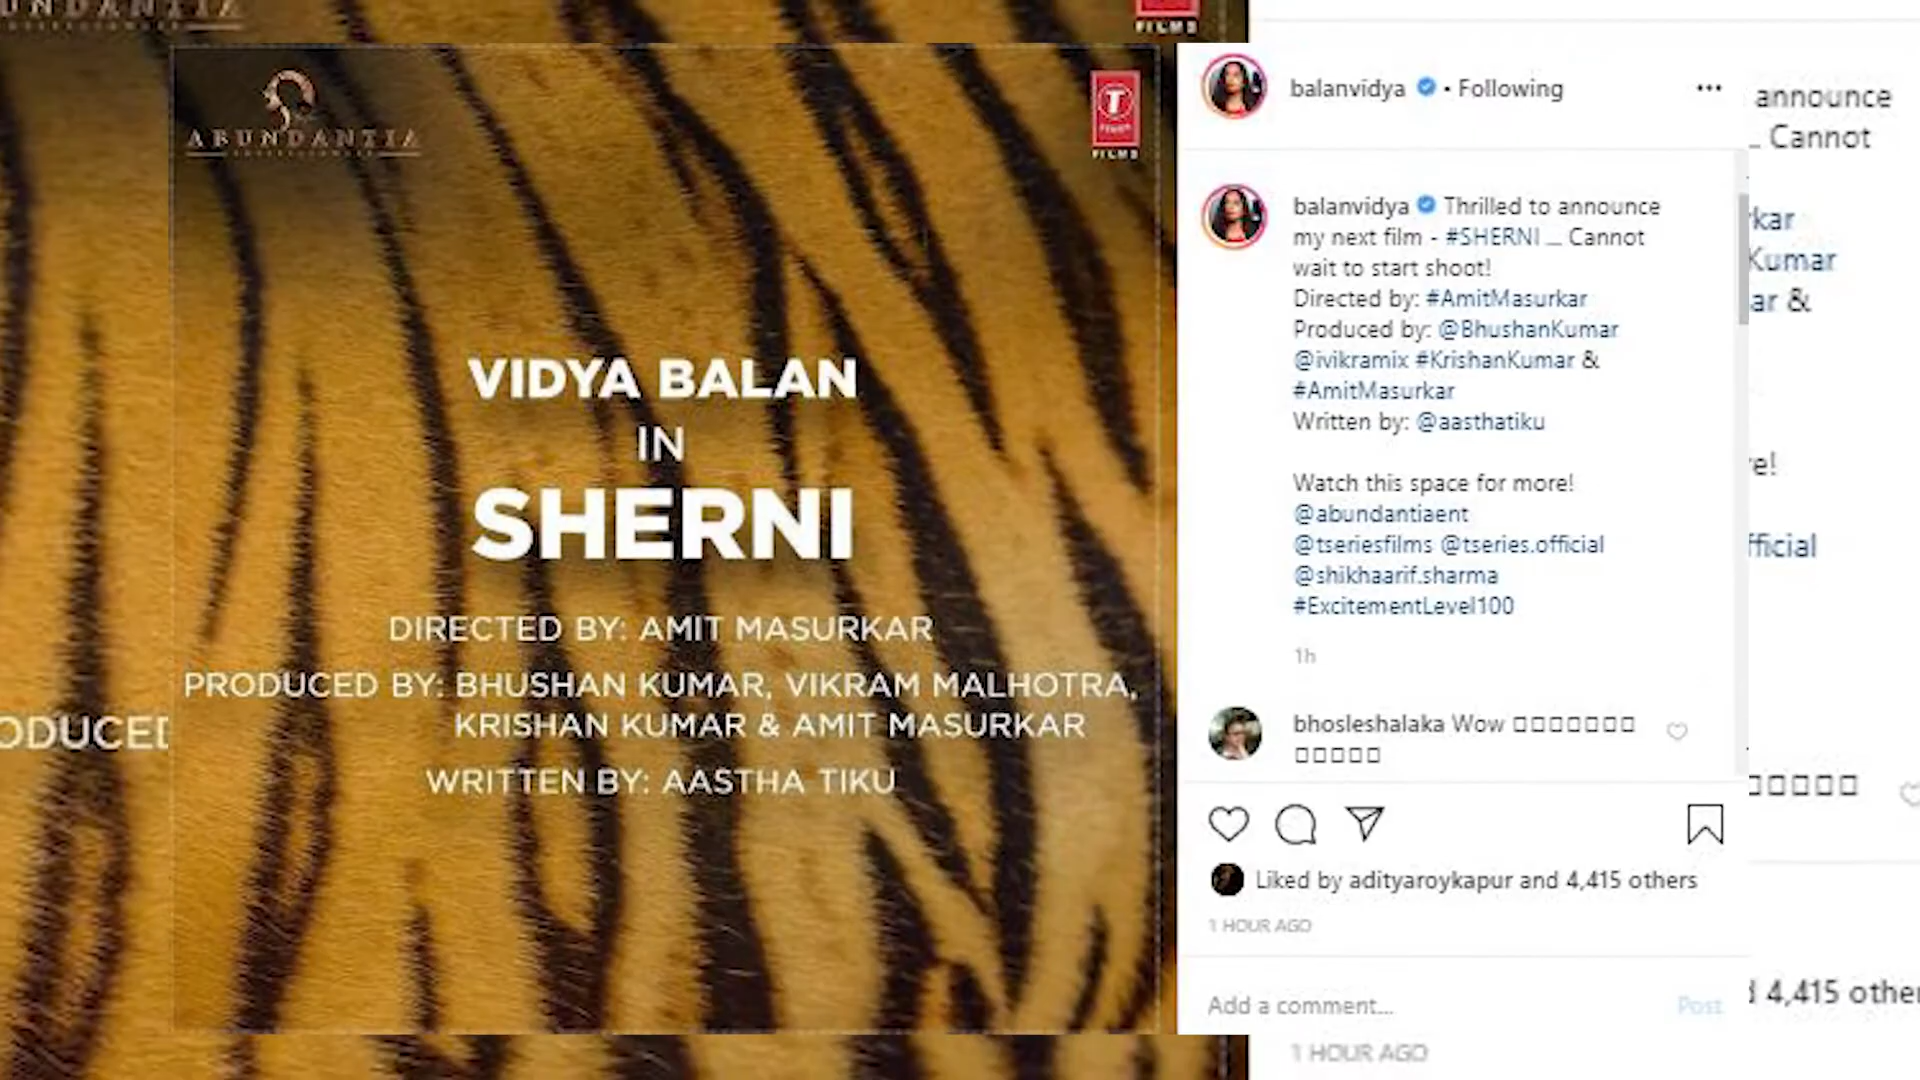 FILMS
ABUNDANTIA
FILMS
VIDYA BALAN
IN
SHERNI
DIRECTED BY: AMIT MASURKAR
PRODUCED BY: BHUSHAN KUMAR, VIKRAM MALHOTRA,
KRISHAN KUMAR & AMIT MASURKAR
WRITTEN BY: AASTHA TIKU
ODUCED
balanvidya • Following
balanvidya Thrilled to announce
my next film - #SHERNI ... Cannot
wait to start shoot!
Directed by: #AmitMasurkar
Produced by: @BhushanKumar
@ivikramix #KrishanKumar &
#AmitMasurkar
Written by: @aasthatiku
Watch this space for more!
@abundantiaent
@tseriesfilms @tseries.official
@shikhaarif.sharma
#ExcitementLevel100
1h
bhosleshalaka Wow
Liked by adityaroykapur and 4,415 others
1 HOUR AGO
Add a comment... Post
announce
Cannot
kar
Kumar
ar &
e!
fficial
4,415 other
1 HOUR AGO